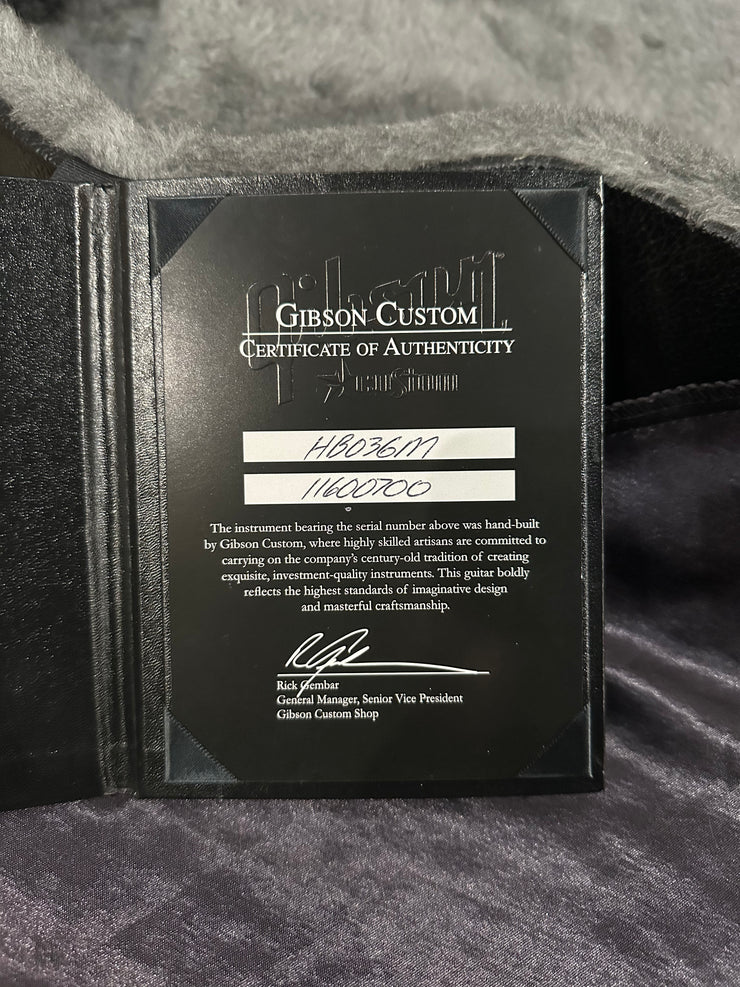 Gibson
GIBSON CUSTOM
CERTIFICATE OF AUTHENTICITY
Custom
HB036M
11600700
The instrument bearing the serial number above was hand-built
by Gibson Custom, where highly skilled artisans are committed to
carrying on the company's century-old tradition of creating
exquisite, investment-quality instruments. This guitar boldly
reflects the highest standards of imaginative design
and masterful craftsmanship.
Rick Gembar
General Manager, Senior Vice President
Gibson Custom Shop